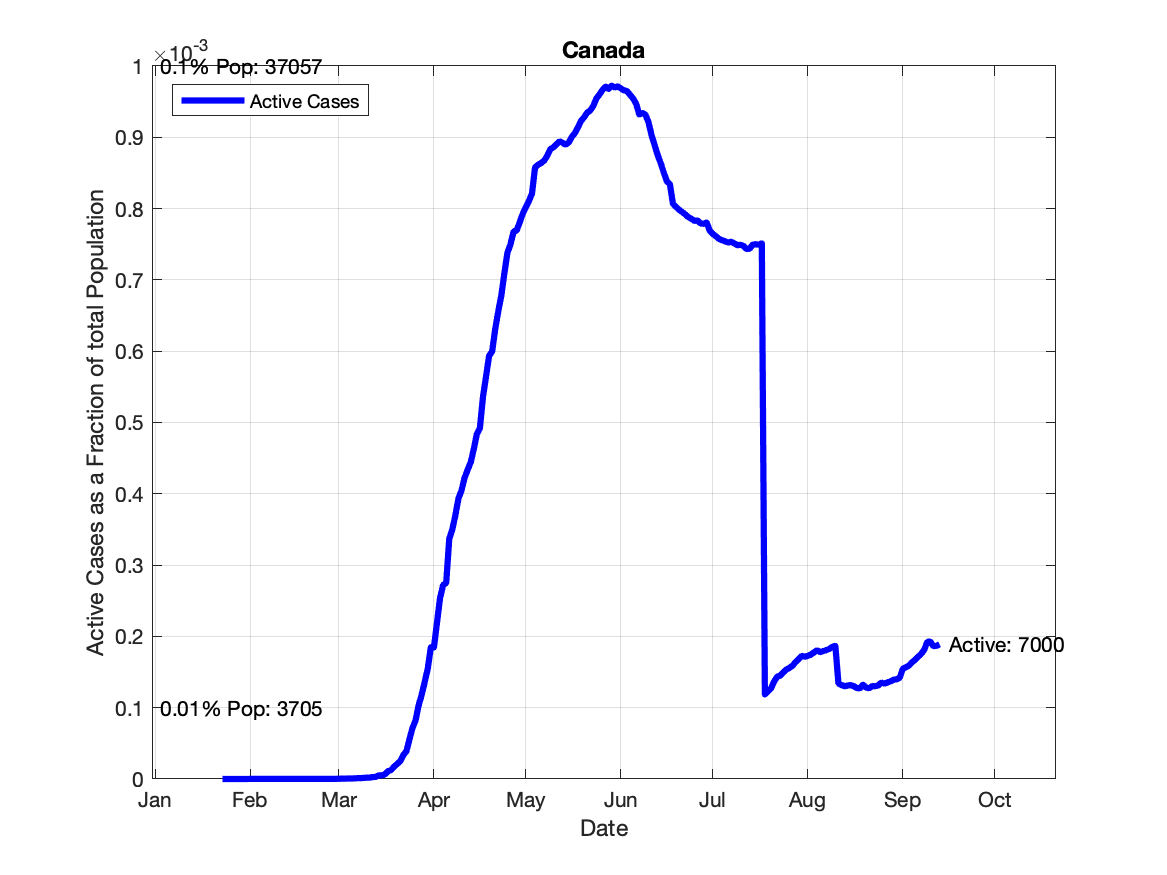 Canada
×10-3
0.1% Pop: 37057
Active Cases
1
0.9
0.8
0.7
0.6
0.5
0.4
0.3
0.2
0.1
0
Active Cases as a Fraction of total Population
Active: 7000
0.01% Pop: 3705
Jan Feb Mar Apr May Jun Jul Aug Sep Oct
Date